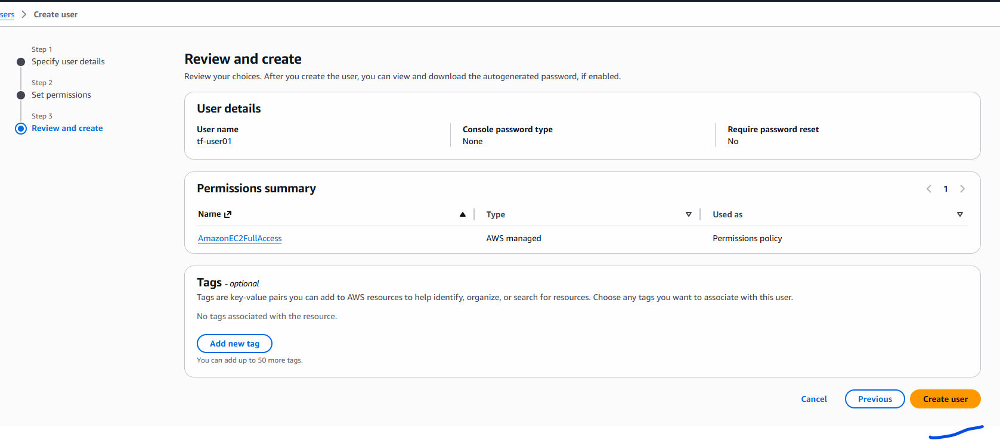 sers > Create user
Step 1
Specify user details
Step 2
Set permissions
Step 3
Review and create
Review and create
Review your choices. After you create the user, you can view and download the autogenerated password, if enabled.
User details
User name
tf-user01
Console password type
None
Require password reset
No
Permissions summary
1
Name Type Used as
AmazonEC2FullAccess AWS managed Permissions policy
Tags - optional
Tags are key-value pairs you can add to AWS resources to help identify, organize, or search for resources. Choose any tags you want to associate with this user.
No tags associated with the resource.
Add new tag
You can add up to 50 more tags.
Cancel Previous Create user